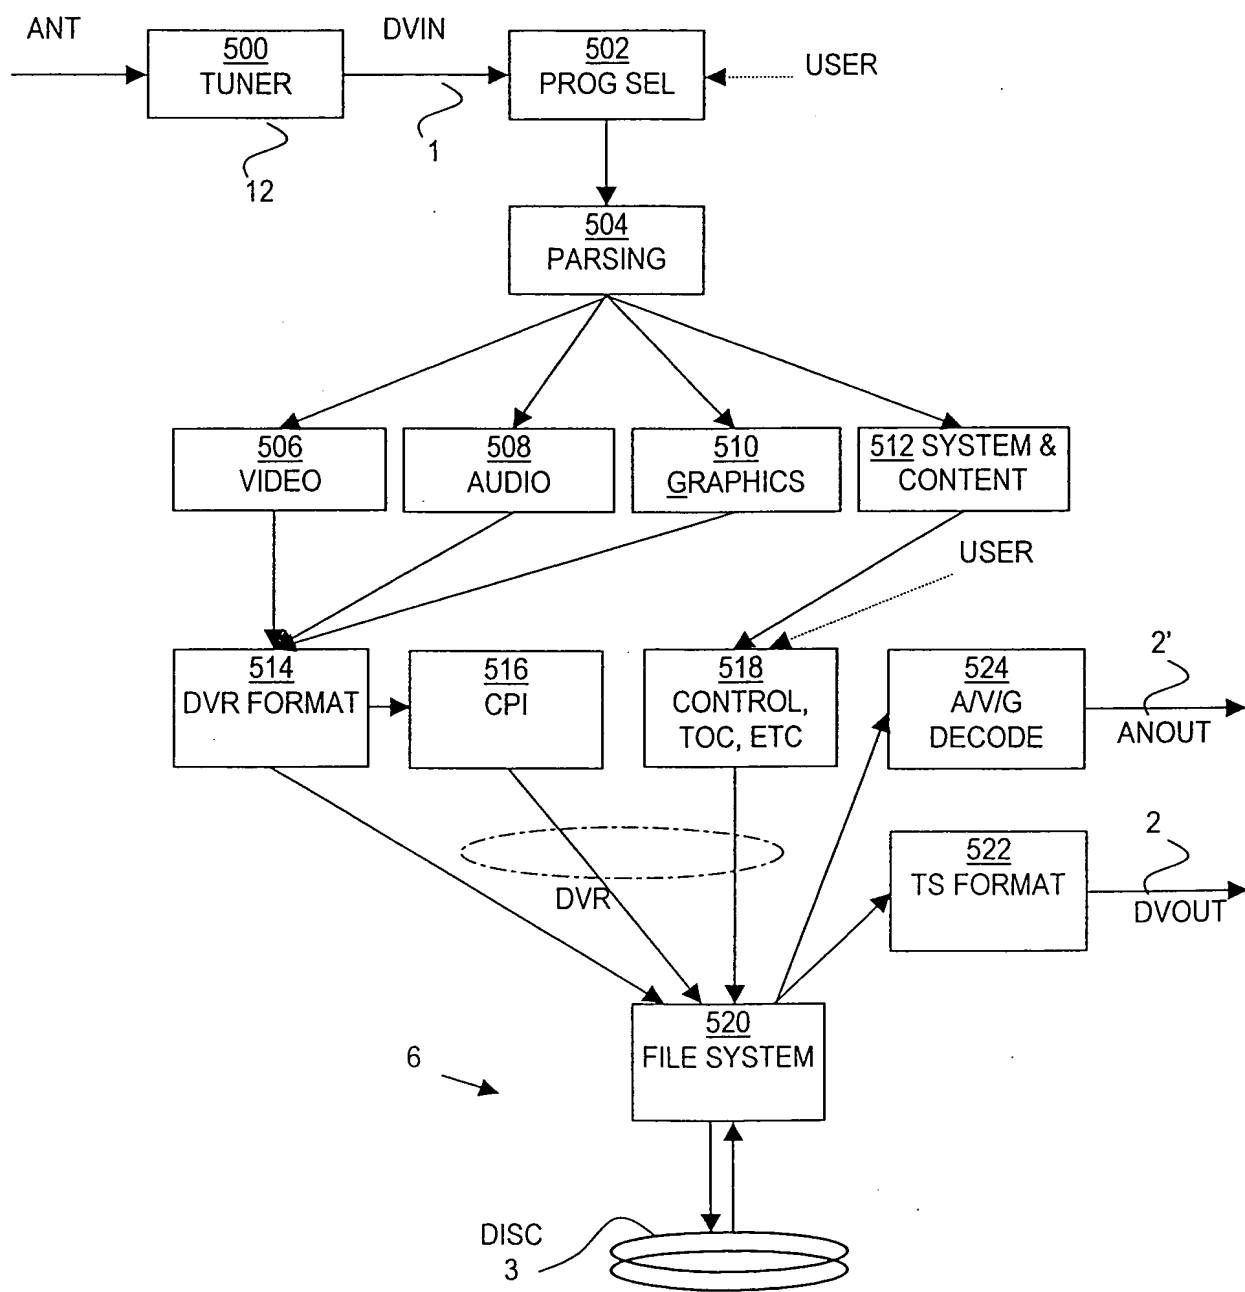 ANT
DVIN
500
TUNER
502
PROG SEL
USER
1
12
504
PARSING
506
VIDEO
508
AUDIO
510
GRAPHICS
512 SYSTEM &
CONTENT
USER
514
DVR FORMAT
516
CPI
518
CONTROL,
TOC, ETC
524
A/V/G
DECODE
2'
ANOUT
DVR
522
TS FORMAT
2
DVOUT
520
FILE SYSTEM
6
DISC
3